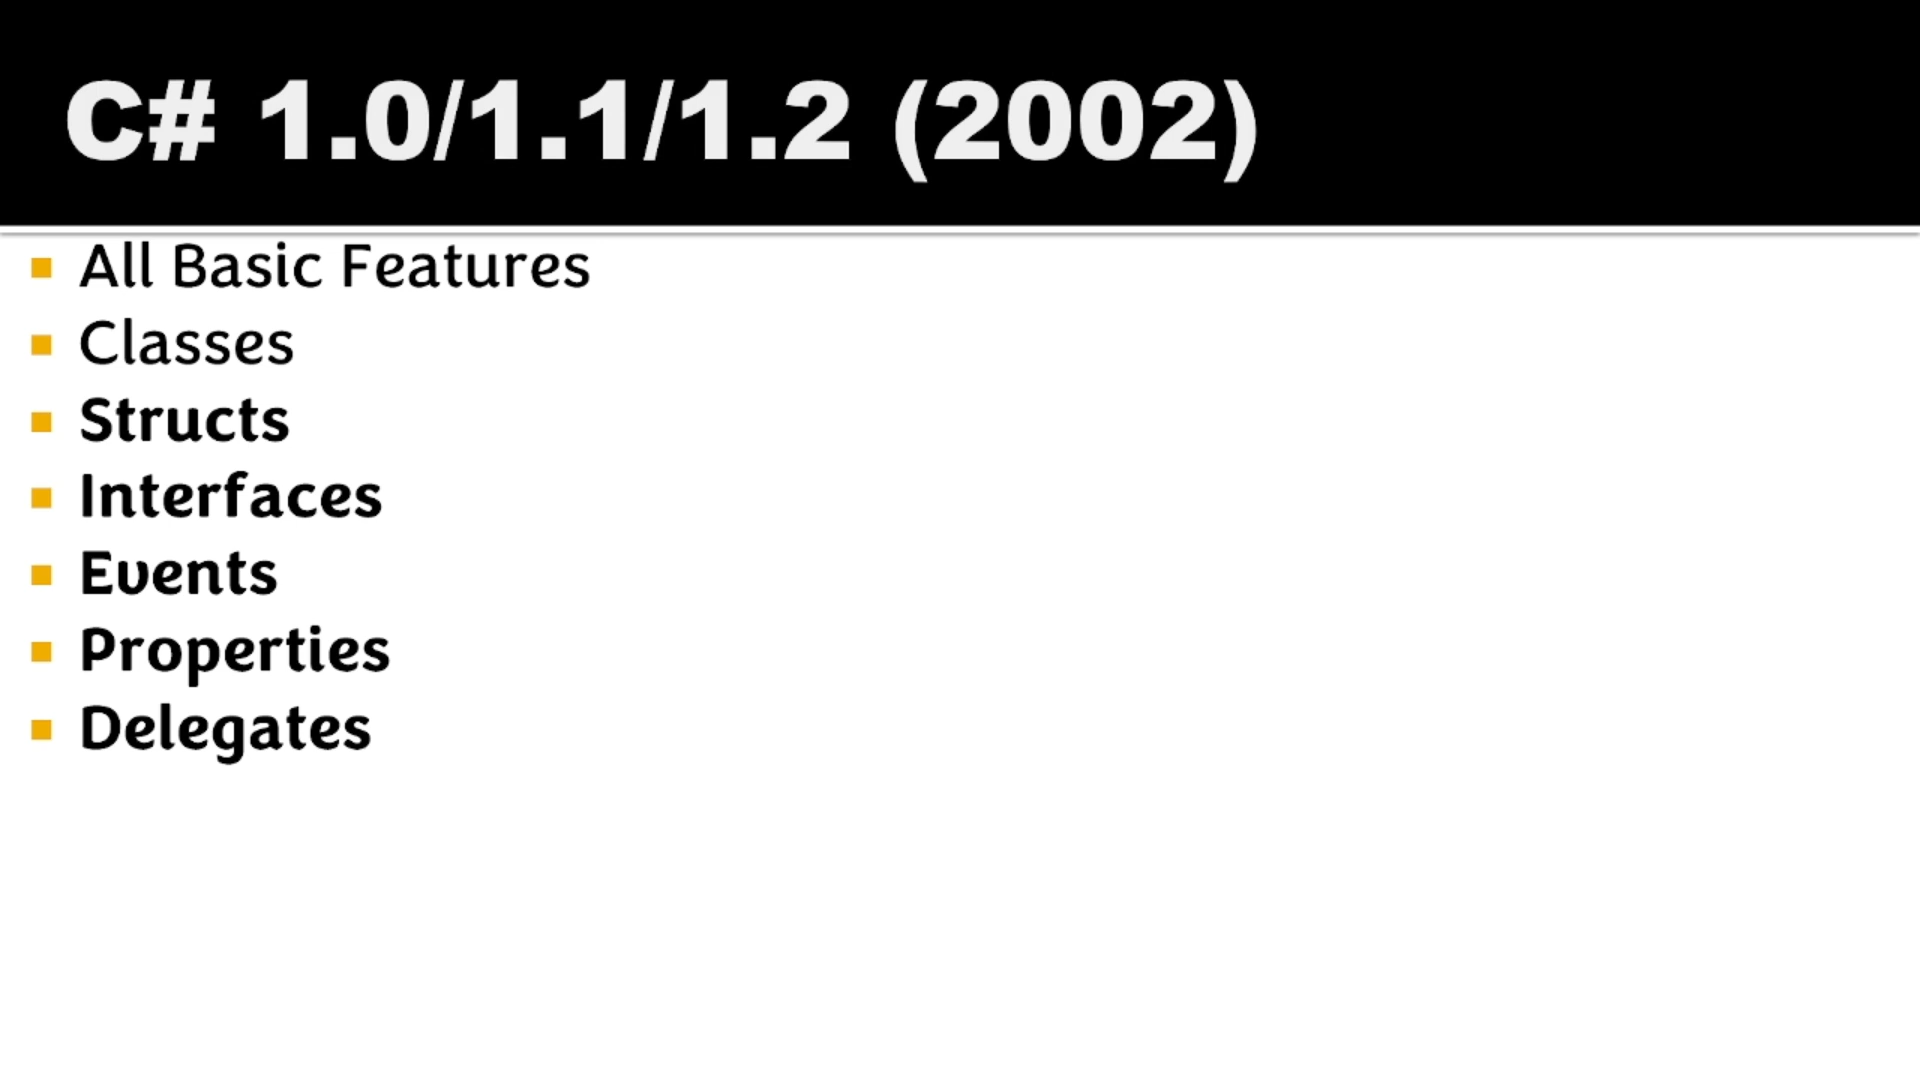 C# 1.0/1.1/1.2 (2002)
All Basic Features
Classes
Structs
Interfaces
Events
Properties
Delegates